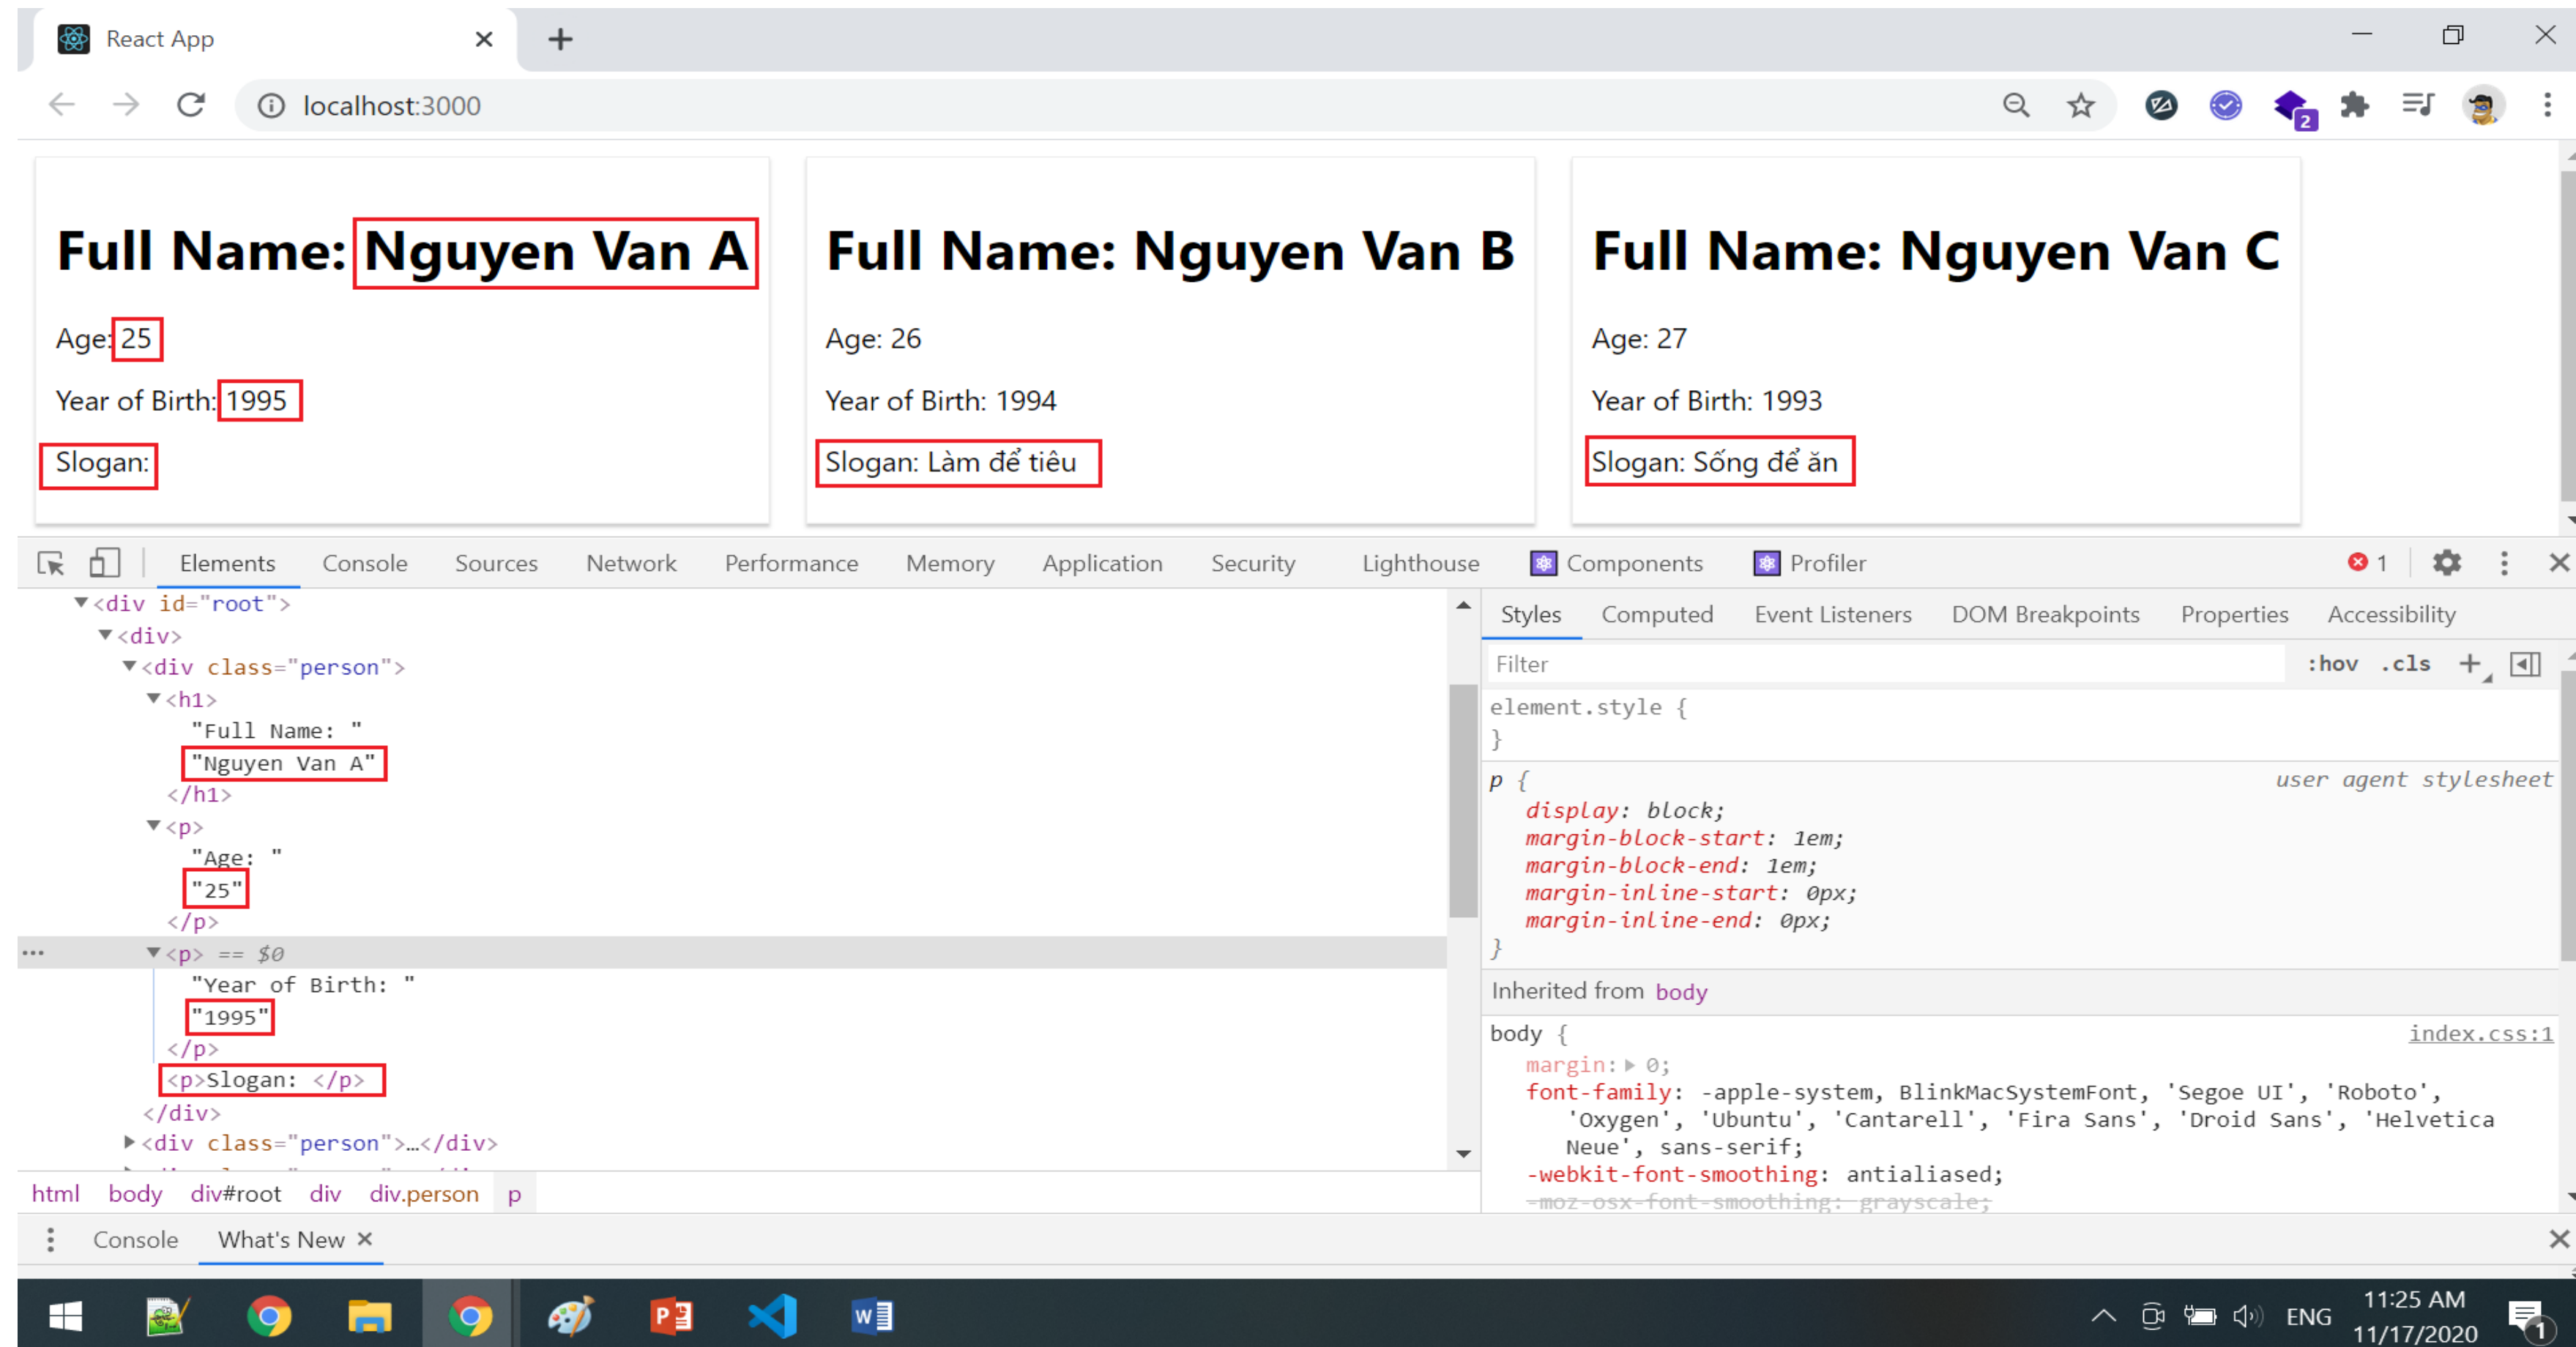 React App
localhost:3000
2
Full Name: Nguyen Van A
Age: 25
Year of Birth: 1995
Slogan:
Full Name: Nguyen Van B
Age: 26
Year of Birth: 1994
Slogan: Làm để tiêu
Full Name: Nguyen Van C
Age: 27
Year of Birth: 1993
Slogan: Sống để ăn
Elements Console Sources Network Performance Memory Application Security Lighthouse Components Profiler 1
<div id="root">
<div>
<div class="person">
<h1>
"Full Name: "
"Nguyen Van A"
</h1>
<p>
"Age: "
"25"
</p>
... <p> == $0
"Year of Birth: "
"1995"
</p>
<p>Slogan: </p>
</div>
<div class="person">…</div>
html body div#root div div.person p
Styles Computed Event Listeners DOM Breakpoints Properties Accessibility
Filter :hov .cls +
element.style {
}
p { user agent stylesheet
display: block;
margin-block-start: 1em;
margin-block-end: 1em;
margin-inline-start: 0px;
margin-inline-end: 0px;
}
Inherited from body
body { index.css:1
margin: 0;
font-family: -apple-system, BlinkMacSystemFont, 'Segoe UI', 'Roboto',
'Oxygen', 'Ubuntu', 'Cantarell', 'Fira Sans', 'Droid Sans', 'Helvetica
Neue', sans-serif;
-webkit-font-smoothing: antialiased;
-moz-osx-font-smoothing: grayscale;
Console What's New
ENG
11:25 AM
11/17/2020
1